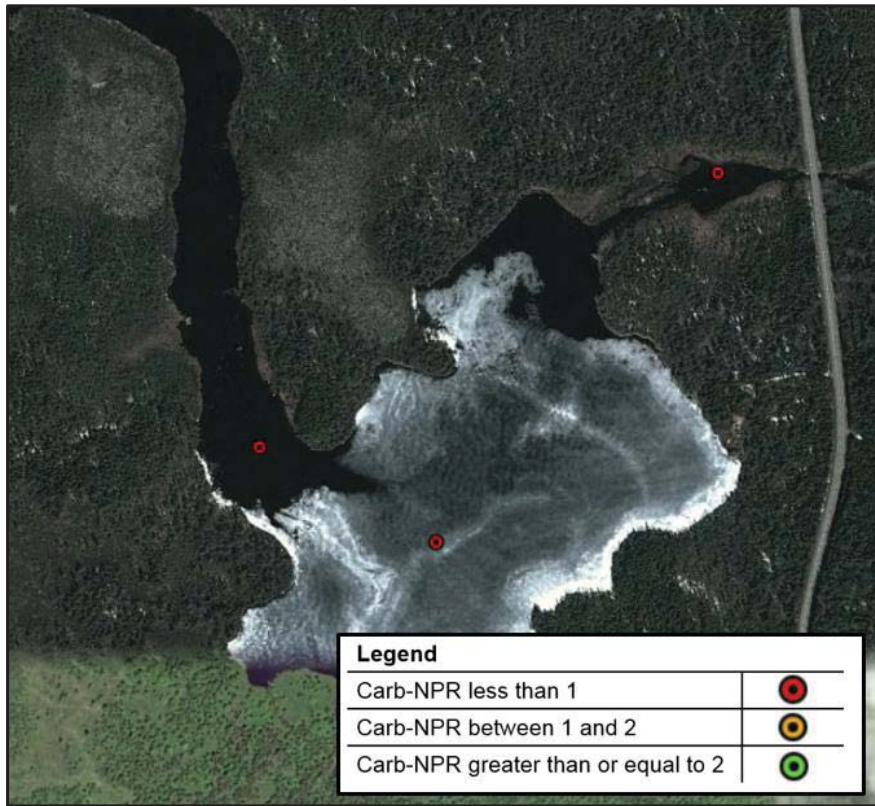 Legend
Carb-NPR less than 1
Carb-NPR between 1 and 2
Carb-NPR greater than or equal to 2